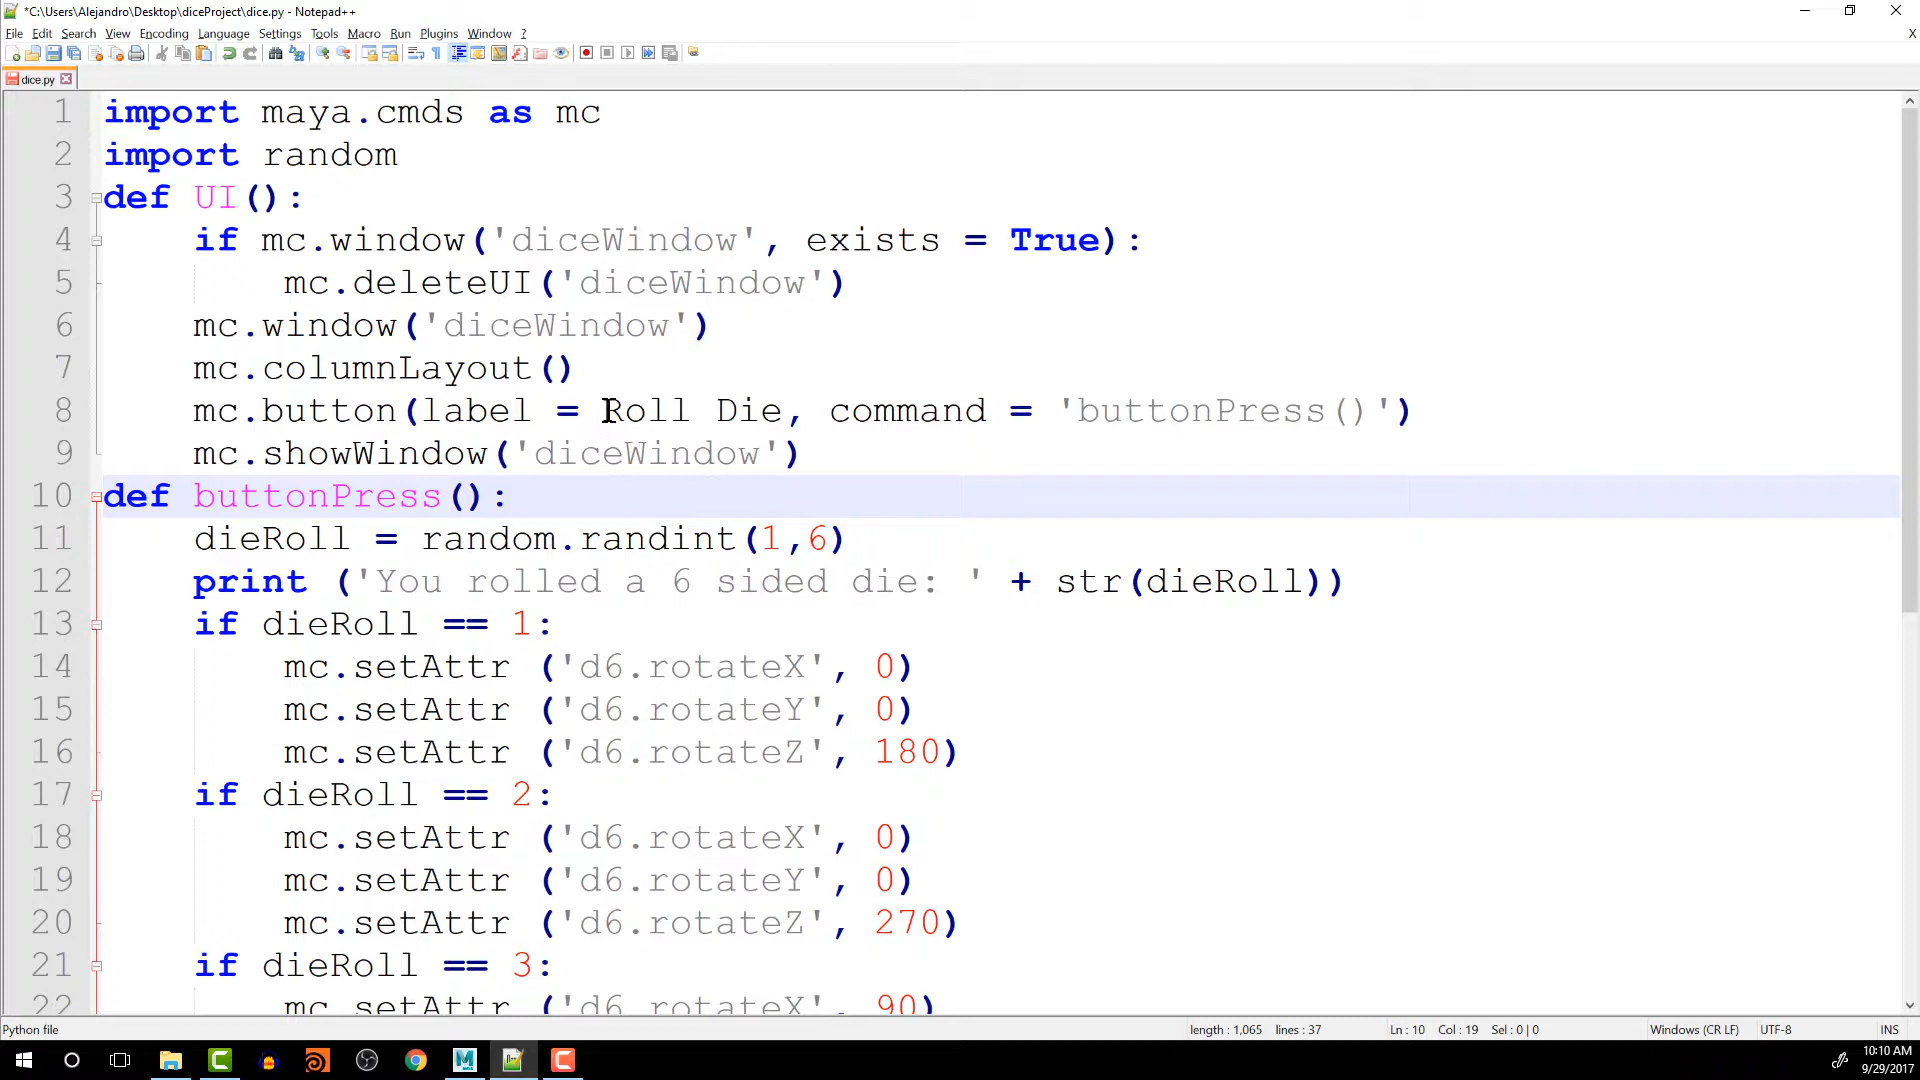 *C:\Users\Alejandro\Desktop\diceProject\dice.py - Notepad++
File Edit Search View Encoding Language Settings Tools Macro Run Plugins Window ? X
dice.py
1 import maya.cmds as mc
2 import random
3 def UI():
4 if mc.window('diceWindow', exists = True):
5 mc.deleteUI('diceWindow')
6 mc.window('diceWindow')
7 mc.columnLayout()
8 mc.button(label = Roll Die, command = 'buttonPress()')
9 mc.showWindow('diceWindow')
10 def buttonPress():
11 dieRoll = random.randint(1,6)
12 print ('You rolled a 6 sided die: ' + str(dieRoll))
13 if dieRoll == 1:
14 mc.setAttr ('d6.rotateX', 0)
15 mc.setAttr ('d6.rotateY', 0)
16 mc.setAttr ('d6.rotateZ', 180)
17 if dieRoll == 2:
18 mc.setAttr ('d6.rotateX', 0)
19 mc.setAttr ('d6.rotateY', 0)
20 mc.setAttr ('d6.rotateZ', 270)
21 if dieRoll == 3:
22 mc.setAttr ('d6.rotateX', 90)
Python file length : 1,065 lines : 37 Ln : 10 Col : 19 Sel : 0 | 0 Windows (CR LF) UTF-8 INS
10:10 AM
9/29/2017